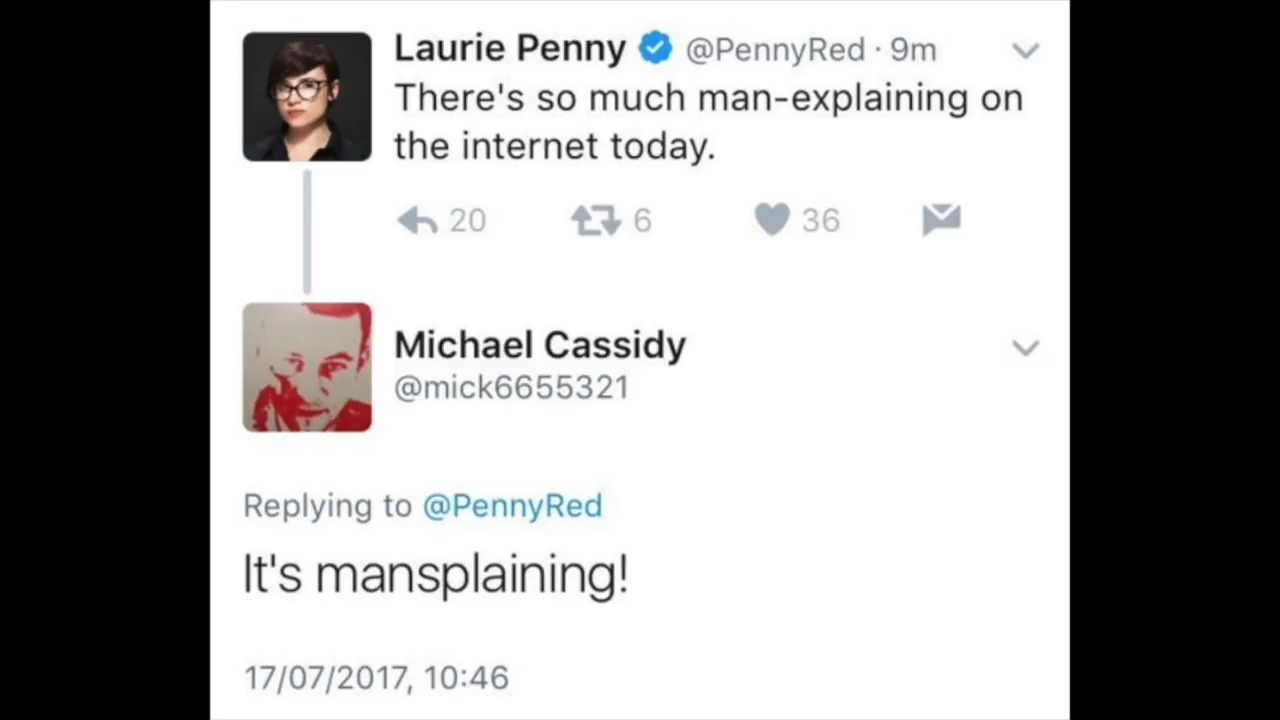 Laurie Penny @PennyRed · 9m
There's so much man-explaining on
the internet today.
20 6 36
Michael Cassidy
@mick6655321
Replying to @PennyRed
It's mansplaining!
17/07/2017, 10:46